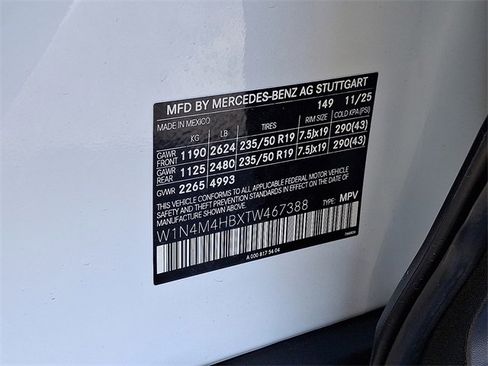 MFD BY MERCEDES-BENZ AG STUTTGART
149 11/25
MADE IN MEXICO
KG LB TIRES RIM SIZE COLD KPA(PSI)
GAWR FRONT 1190 2624 235/50 R19 7.5Jx19 290(43)
GAWR REAR 1125 2480 235/50 R19 7.5Jx19 290(43)
GVWR 2265 4993
THIS VEHICLE CONFORMS TO ALL APPLICABLE FEDERAL MOTOR VEHICLE
SAFETY AND THEFT PREVENTION STANDARDS IN EFFECT ON THE DATE
OF MANUFACTURE SHOWN ABOVE.
TYPE: MPV
W1N4M4HBXTW467388
A 000 817 54 04